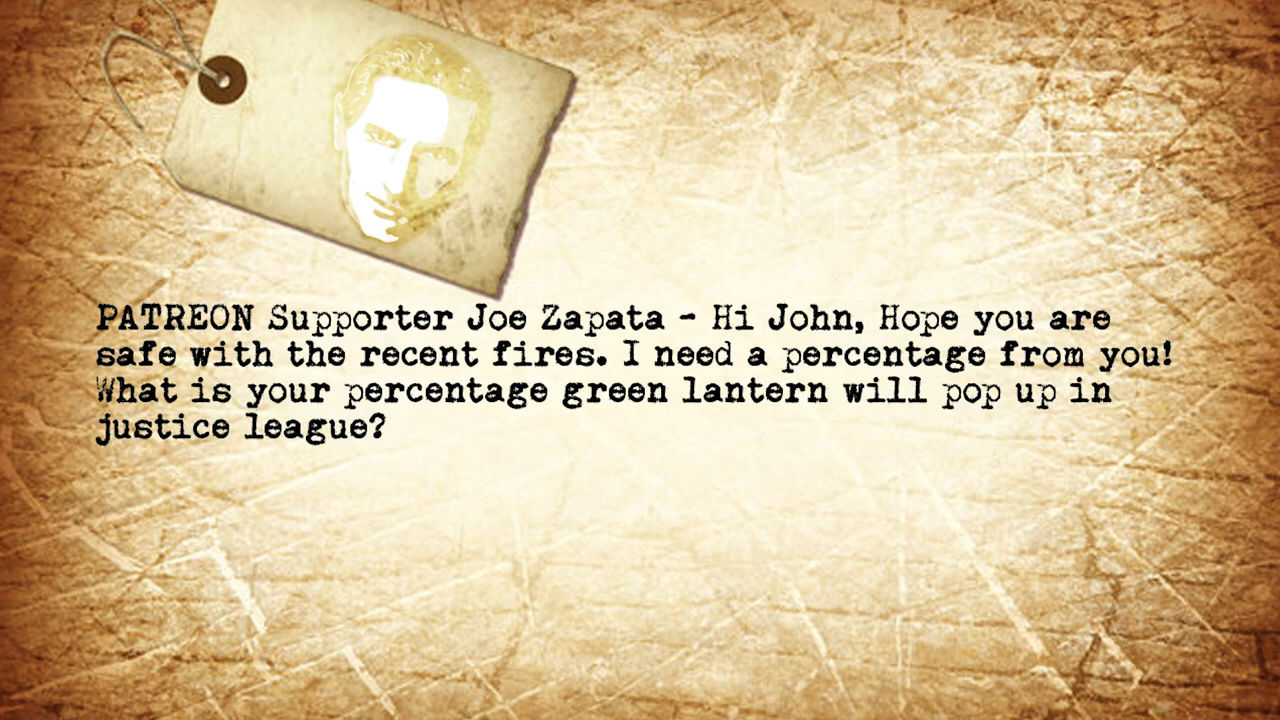 PATREON Supporter Joe Zapata - Hi John, Hope you are
safe with the recent fires. I need a percentage from you!
What is your percentage green lantern will pop up in
justice league?